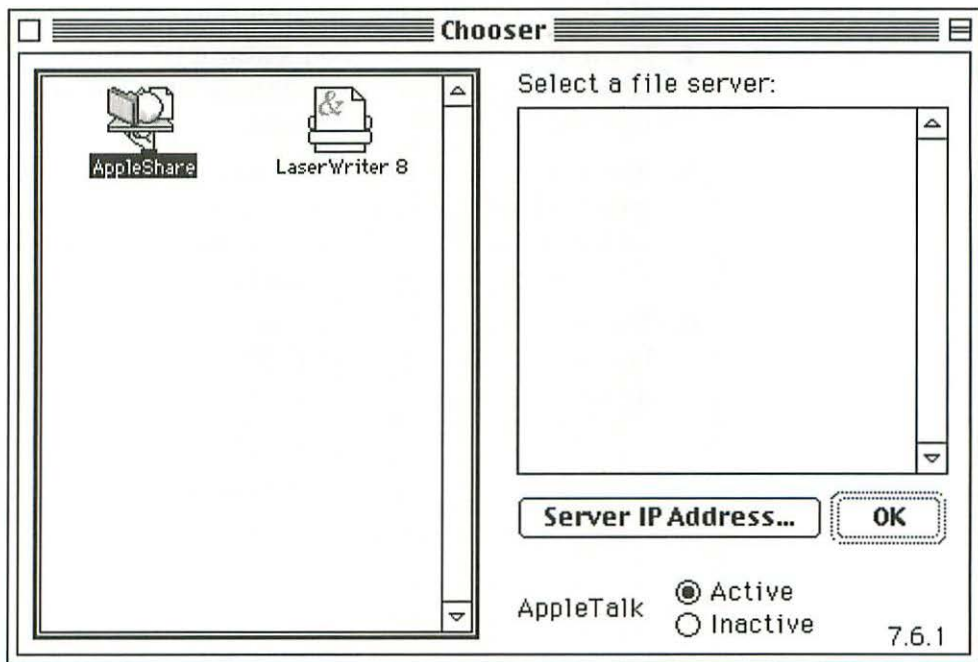 Chooser
AppleShare
LaserWriter 8
&
Select a file server:
Server IP Address...
OK
AppleTalk
Active
Inactive
7.6.1